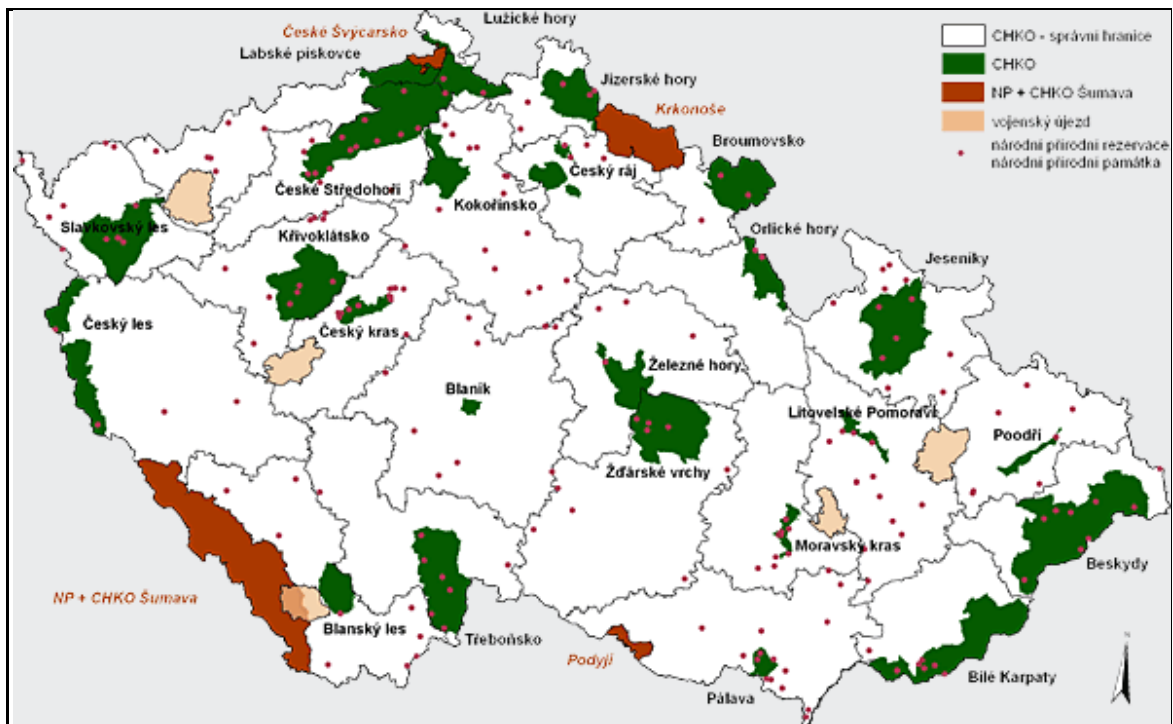 Lužické hory
České Švýcarsko
Labské pískovce
Jizerské hory
Krkonoše
Broumovsko
České Středohoří
Český ráj
Kokořínsko
Slavkovský les
Křivoklátsko
Orlické hory
Jeseníky
Český les
Český kras
Železné hory
Blaník
Litovelské Pomoraví
Poodří
Žďárské vrchy
Moravský kras
Beskydy
NP + CHKO Šumava
Blanský les
Třeboňsko
Podyjí
Pálava
Bílé Karpaty
CHKO - správní hranice
CHKO
NP + CHKO Šumava
vojenský újezd
národní přírodní rezervace
národní přírodní památka
N